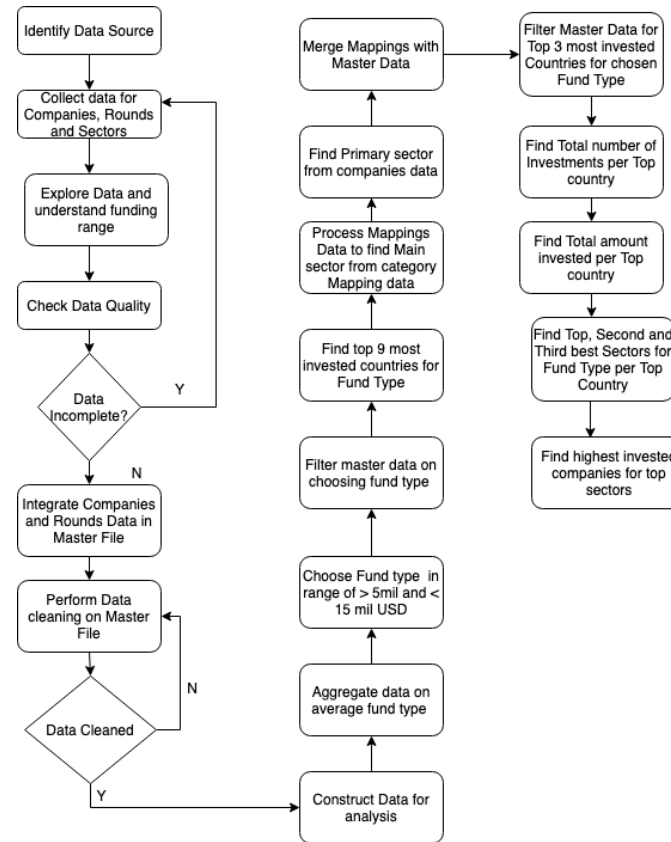 Identify Data Source
Collect data for
Companies, Rounds
and Sectors
Explore Data and
understand funding
range
Check Data Quality
Data
Incomplete?
Y
N
Integrate Companies
and Rounds Data in
Master File
Perform Data
cleaning on Master
File
N
Data Cleaned
Y
Construct Data for
analysis
Aggregate data on
average fund type
Choose Fund type in
range of > 5mil and <
15 mil USD
Filter master data on
choosing fund type
Find top 9 most
invested countries for
Fund Type
Process Mappings
Data to find Main
sector from category
Mapping data
Find Primary sector
from companies data
Merge Mappings with
Master Data
Filter Master Data for
Top 3 most invested
Countries for chosen
Fund Type
Find Total number of
Investments per Top
country
Find Total amount
invested per Top
country
Find Top, Second and
Third best Sectors for
Fund Type per Top
Country
Find highest invested
companies for top
sectors